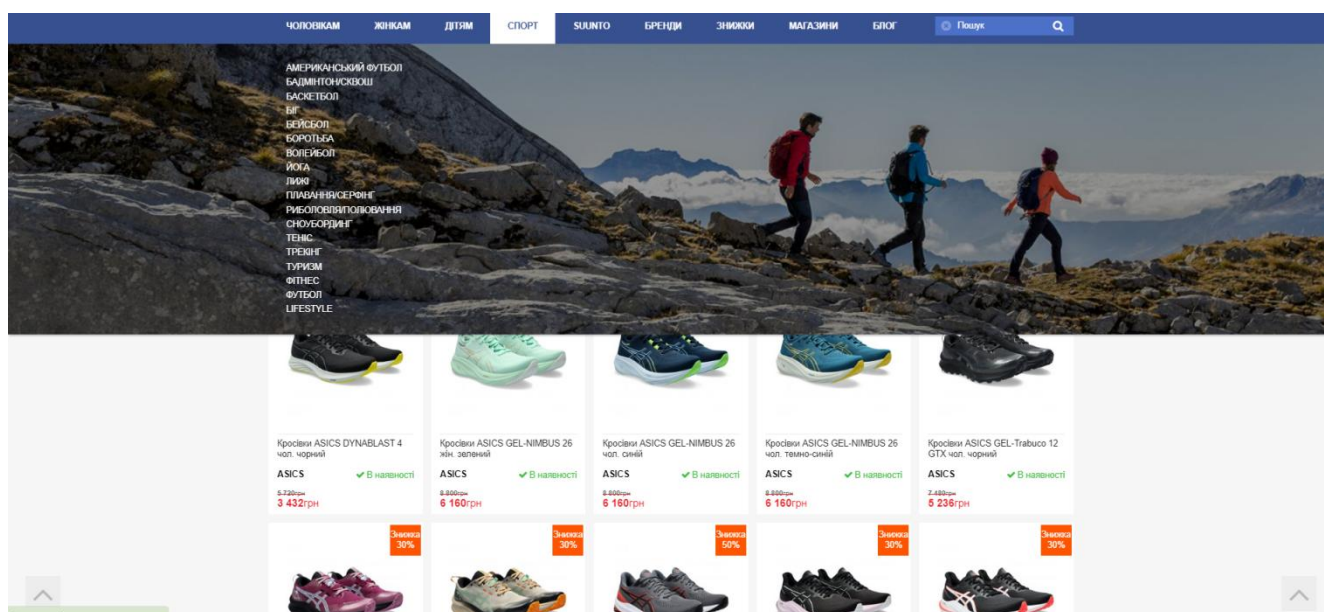 ЧОЛОВІКАМ ЖІНКАМ ДІТЯМ СПОРТ SUUNTO БРЕНДИ ЗНИЖКИ МАГАЗИНИ БЛОГ Пошук
АМЕРИКАНСЬКИЙ ФУТБОЛ
БАДМІНТОН/СКВОШ
БАСКЕТБОЛ
БІГ
БЕЙСБОЛ
БОРОТЬБА
ВОЛЕЙБОЛ
ЙОГА
ЛИЖІ
ПЛАВАННЯ/СЕРФІНГ
РИБОЛОВЛЯ/ПОЛЮВАННЯ
СНОУБОРДИНГ
ТЕНІС
ТРЕКІНГ
ТУРИЗМ
ФІТНЕС
ФУТБОЛ
LIFESTYLE
Кросівки ASICS DYNABLAST 4 Кросівки ASICS GEL-NIMBUS 26 Кросівки ASICS GEL-NIMBUS 26 Кросівки ASICS GEL-NIMBUS 26 Кросівки ASICS GEL-Trabuco 12
чол. чорний жін. зелений чол. синій чол. темно-синій GTX чол. чорний
ASICS В наявності ASICS В наявності ASICS В наявності ASICS В наявності ASICS В наявності
5 720грн 8 800грн 8 800грн 8 800грн 7 480грн
3 432грн 6 160грн 6 160грн 6 160грн 5 236грн
Знижка Знижка Знижка Знижка Знижка
30% 30% 50% 30% 30%